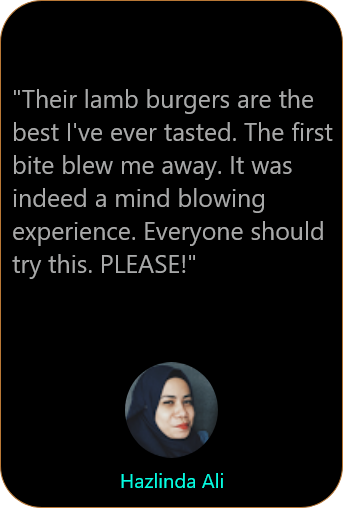 "Their lamb burgers are the
best I've ever tasted. The first
bite blew me away. It was
indeed a mind blowing
experience. Everyone should
try this. PLEASE!"
Hazlinda Ali